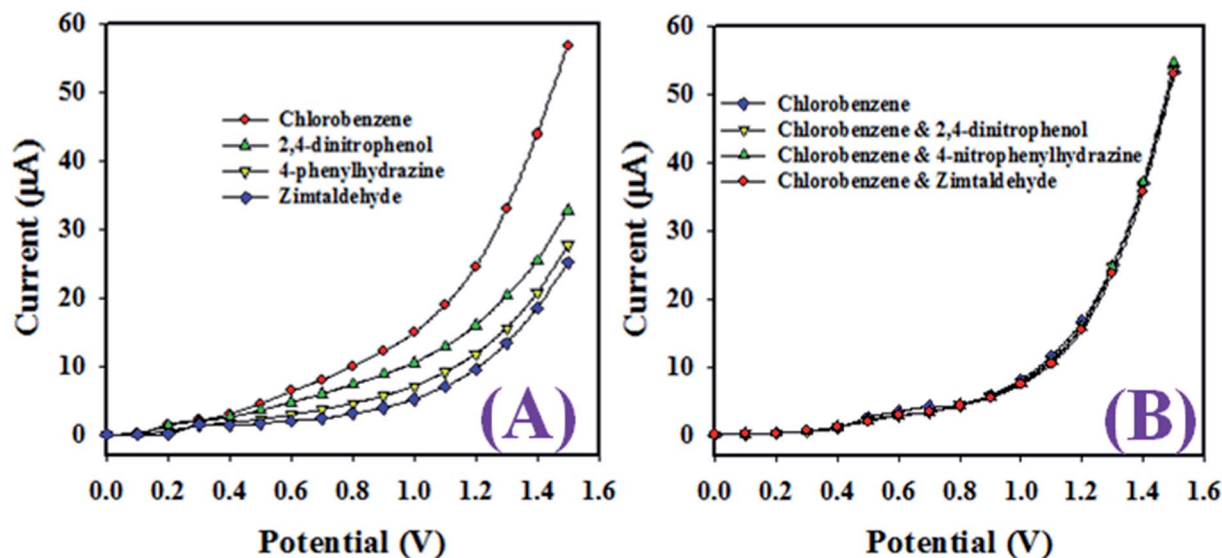 60
50
40
30
20
10
0
Current (µA)
Chlorobenzene
2,4-dinitrophenol
4-phenylhydrazine
Zimtaldehyde
(A)
0.0 0.2 0.4 0.6 0.8 1.0 1.2 1.4 1.6
Potential (V)
60
50
40
30
20
10
0
Current (µA)
Chlorobenzene
Chlorobenzene & 2,4-dinitrophenol
Chlorobenzene & 4-nitrophenylhydrazine
Chlorobenzene & Zimtaldehyde
(B)
0.0 0.2 0.4 0.6 0.8 1.0 1.2 1.4 1.6
Potential (V)